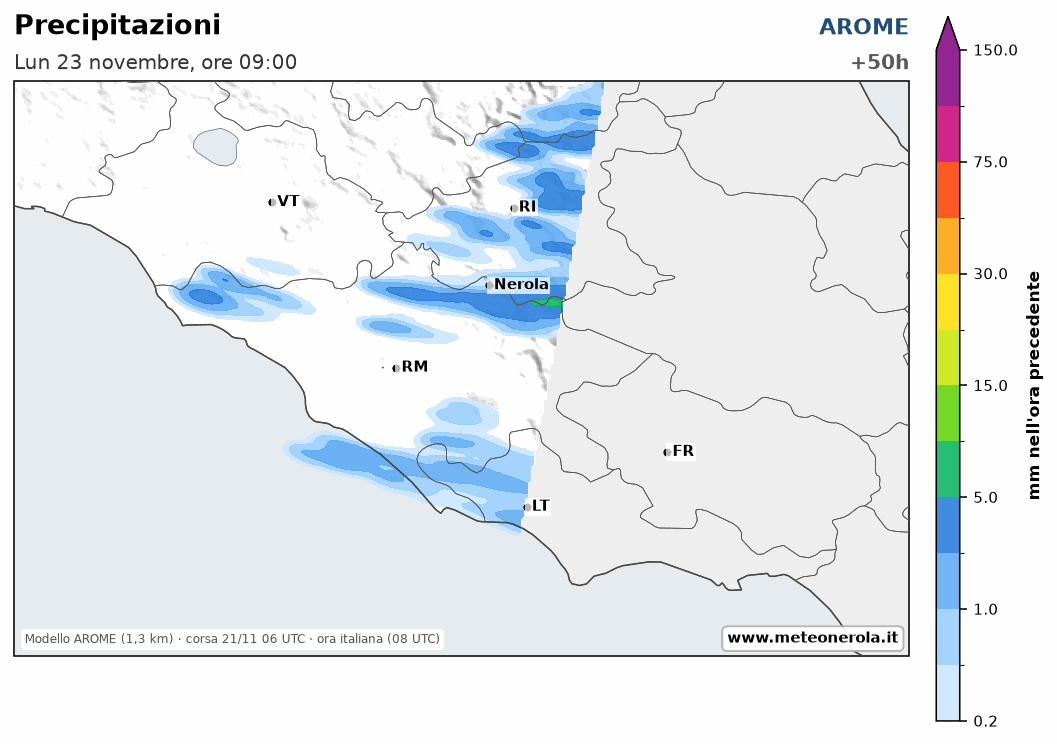 Precipitazioni
AROME
Lun 23 novembre, ore 09:00
+50h
150.0
75.0
30.0
15.0
5.0
1.0
0.2
mm nell'ora precedente
VT
RI
Nerola
RM
FR
LT
Modello AROME (1,3 km) · corsa 21/11 06 UTC · ora italiana (08 UTC)
www.meteonerola.it